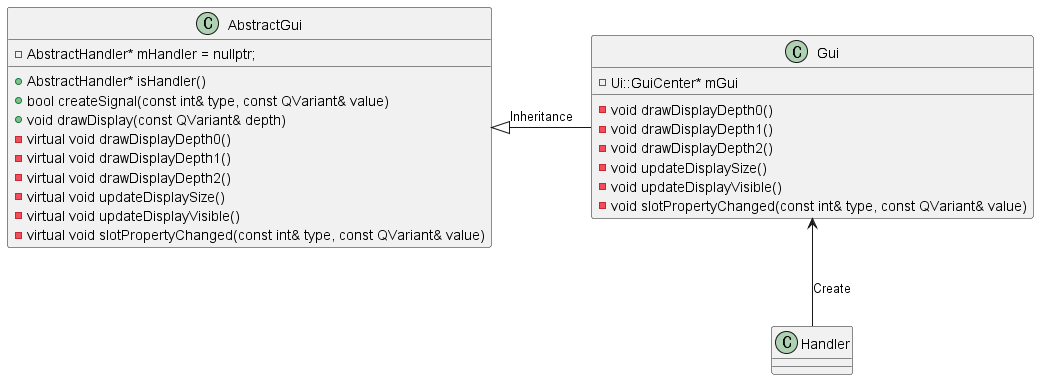 C AbstractGui
AbstractHandler* mHandler = nullptr;
AbstractHandler* isHandler()
bool createSignal(const int& type, const QVariant& value)
void drawDisplay(const QVariant& depth)
virtual void drawDisplayDepth0()
virtual void drawDisplayDepth1()
virtual void drawDisplayDepth2()
virtual void updateDisplaySize()
virtual void updateDisplayVisible()
virtual void slotPropertyChanged(const int& type, const QVariant& value)
Inheritance
C Gui
Ui::GuiCenter* mGui
void drawDisplayDepth0()
void drawDisplayDepth1()
void drawDisplayDepth2()
void updateDisplaySize()
void updateDisplayVisible()
void slotPropertyChanged(const int& type, const QVariant& value)
Create
C Handler